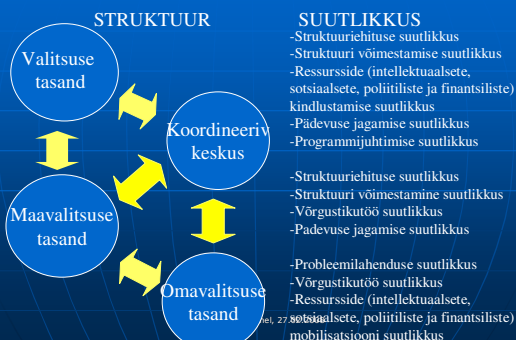 STRUKTUUR
Valitsuse
tasand
Koordineeriv
keskus
Maavalitsuse
tasand
Omavalitsuse
tasand
SUUTLIKKUS
-Struktuuriehituse suutlikkus
-Struktuuri võimestamise suutlikkus
-Ressursside (intellektuaalsete,
sotsiaalsete, poliitiliste ja finantsiliste)
kindlustamise suutlikkus
-Pädevuse jagamise suutlikkus
-Programmijuhtimise suutlikkus
-Struktuuriehituse suutlikkus
-Struktuuri võimestamine suutlikkus
-Võrgustikutöö suutlikkus
-Padevuse jagamise suutlikkus
-Probleemilahenduse suutlikkus
-Võrgustikutöö suutlikkus
-Ressursside (intellektuaalsete,
sotsiaalsete, poliitiliste ja finantsiliste)
mobilisatsiooni suutlikkus